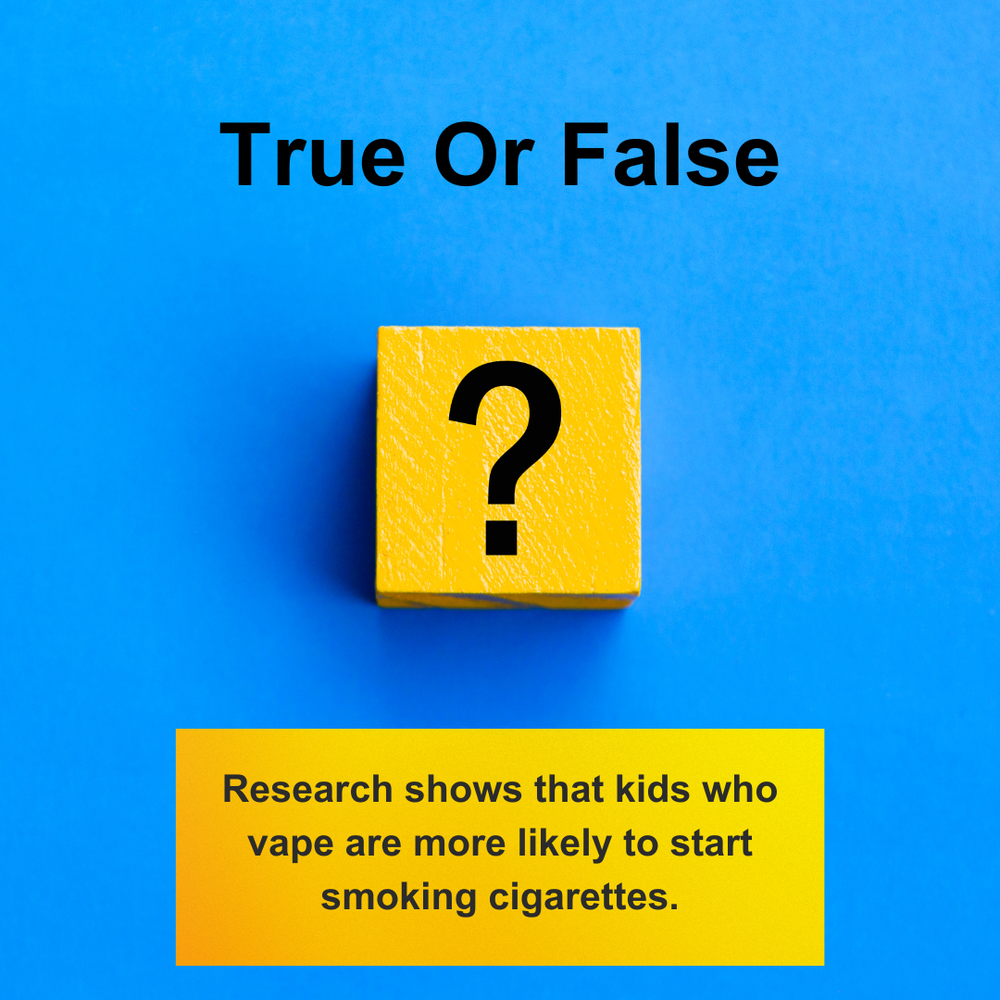 True Or False
?
Research shows that kids who
vape are more likely to start
smoking cigarettes.